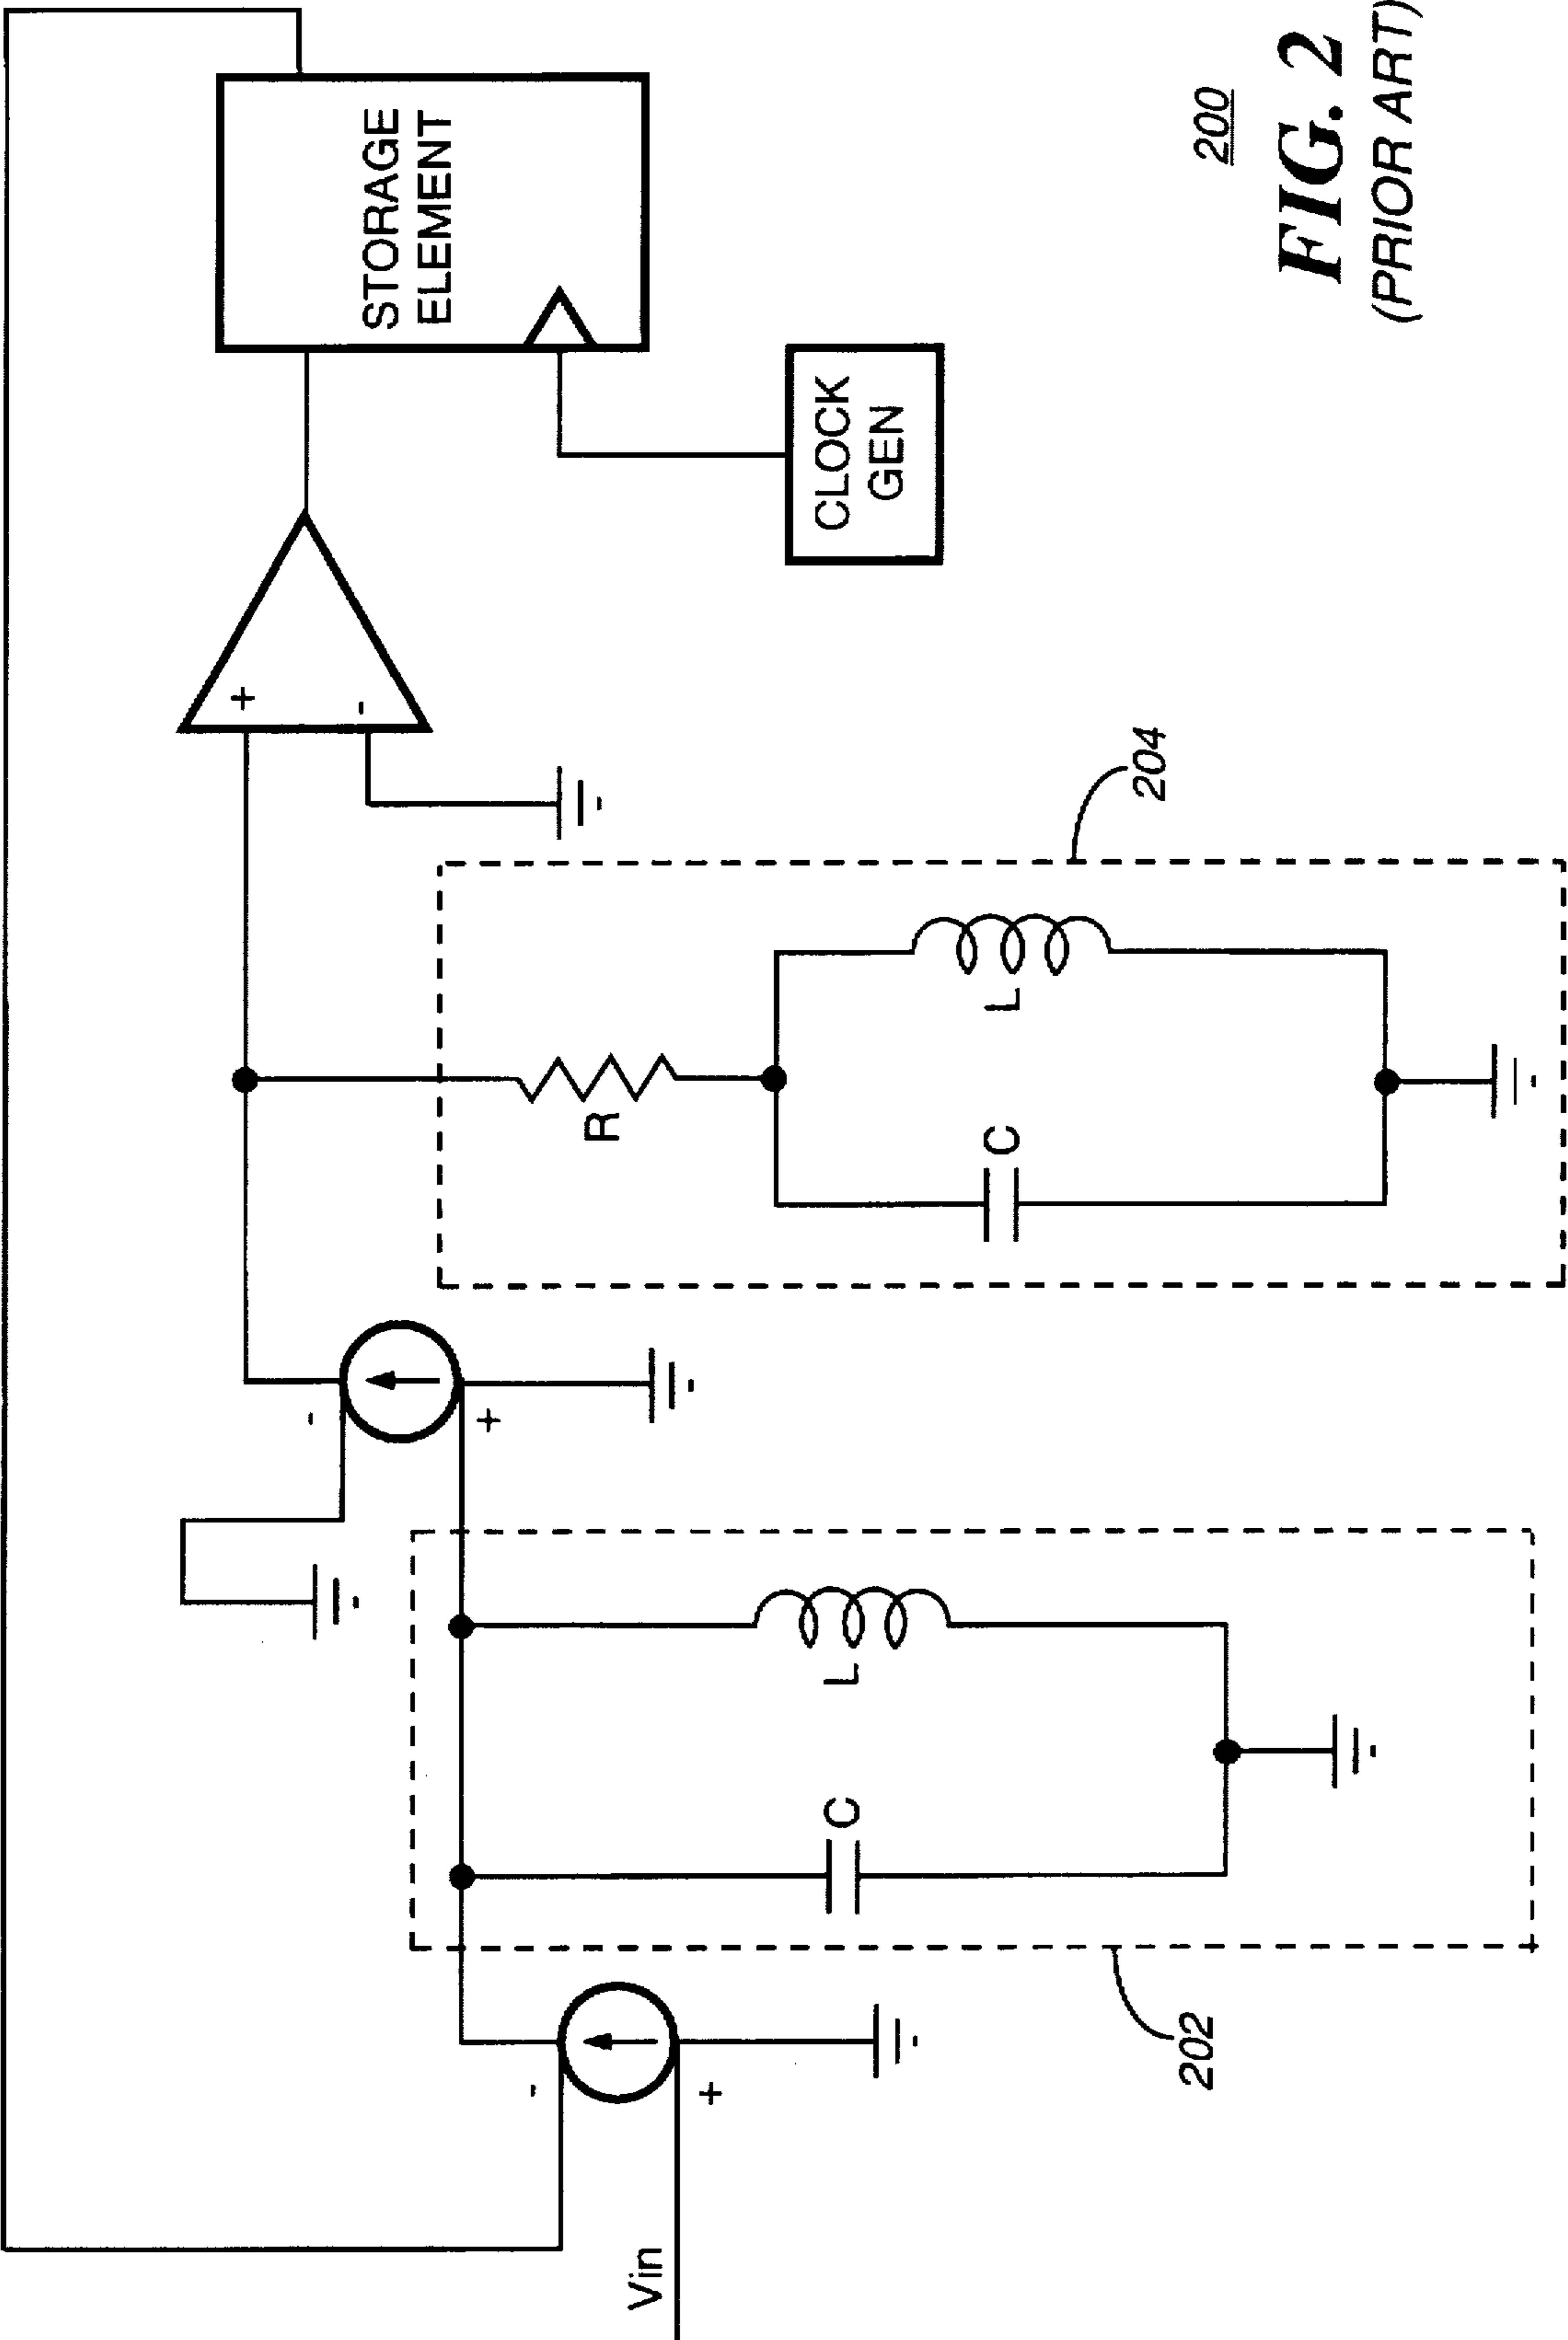 STORAGE
ELEMENT
+
-
CLOCK
GEN
204
R
L
C
-
+
L
C
202
-
+
Vin
200
FIG. 2
(PRIOR ART)